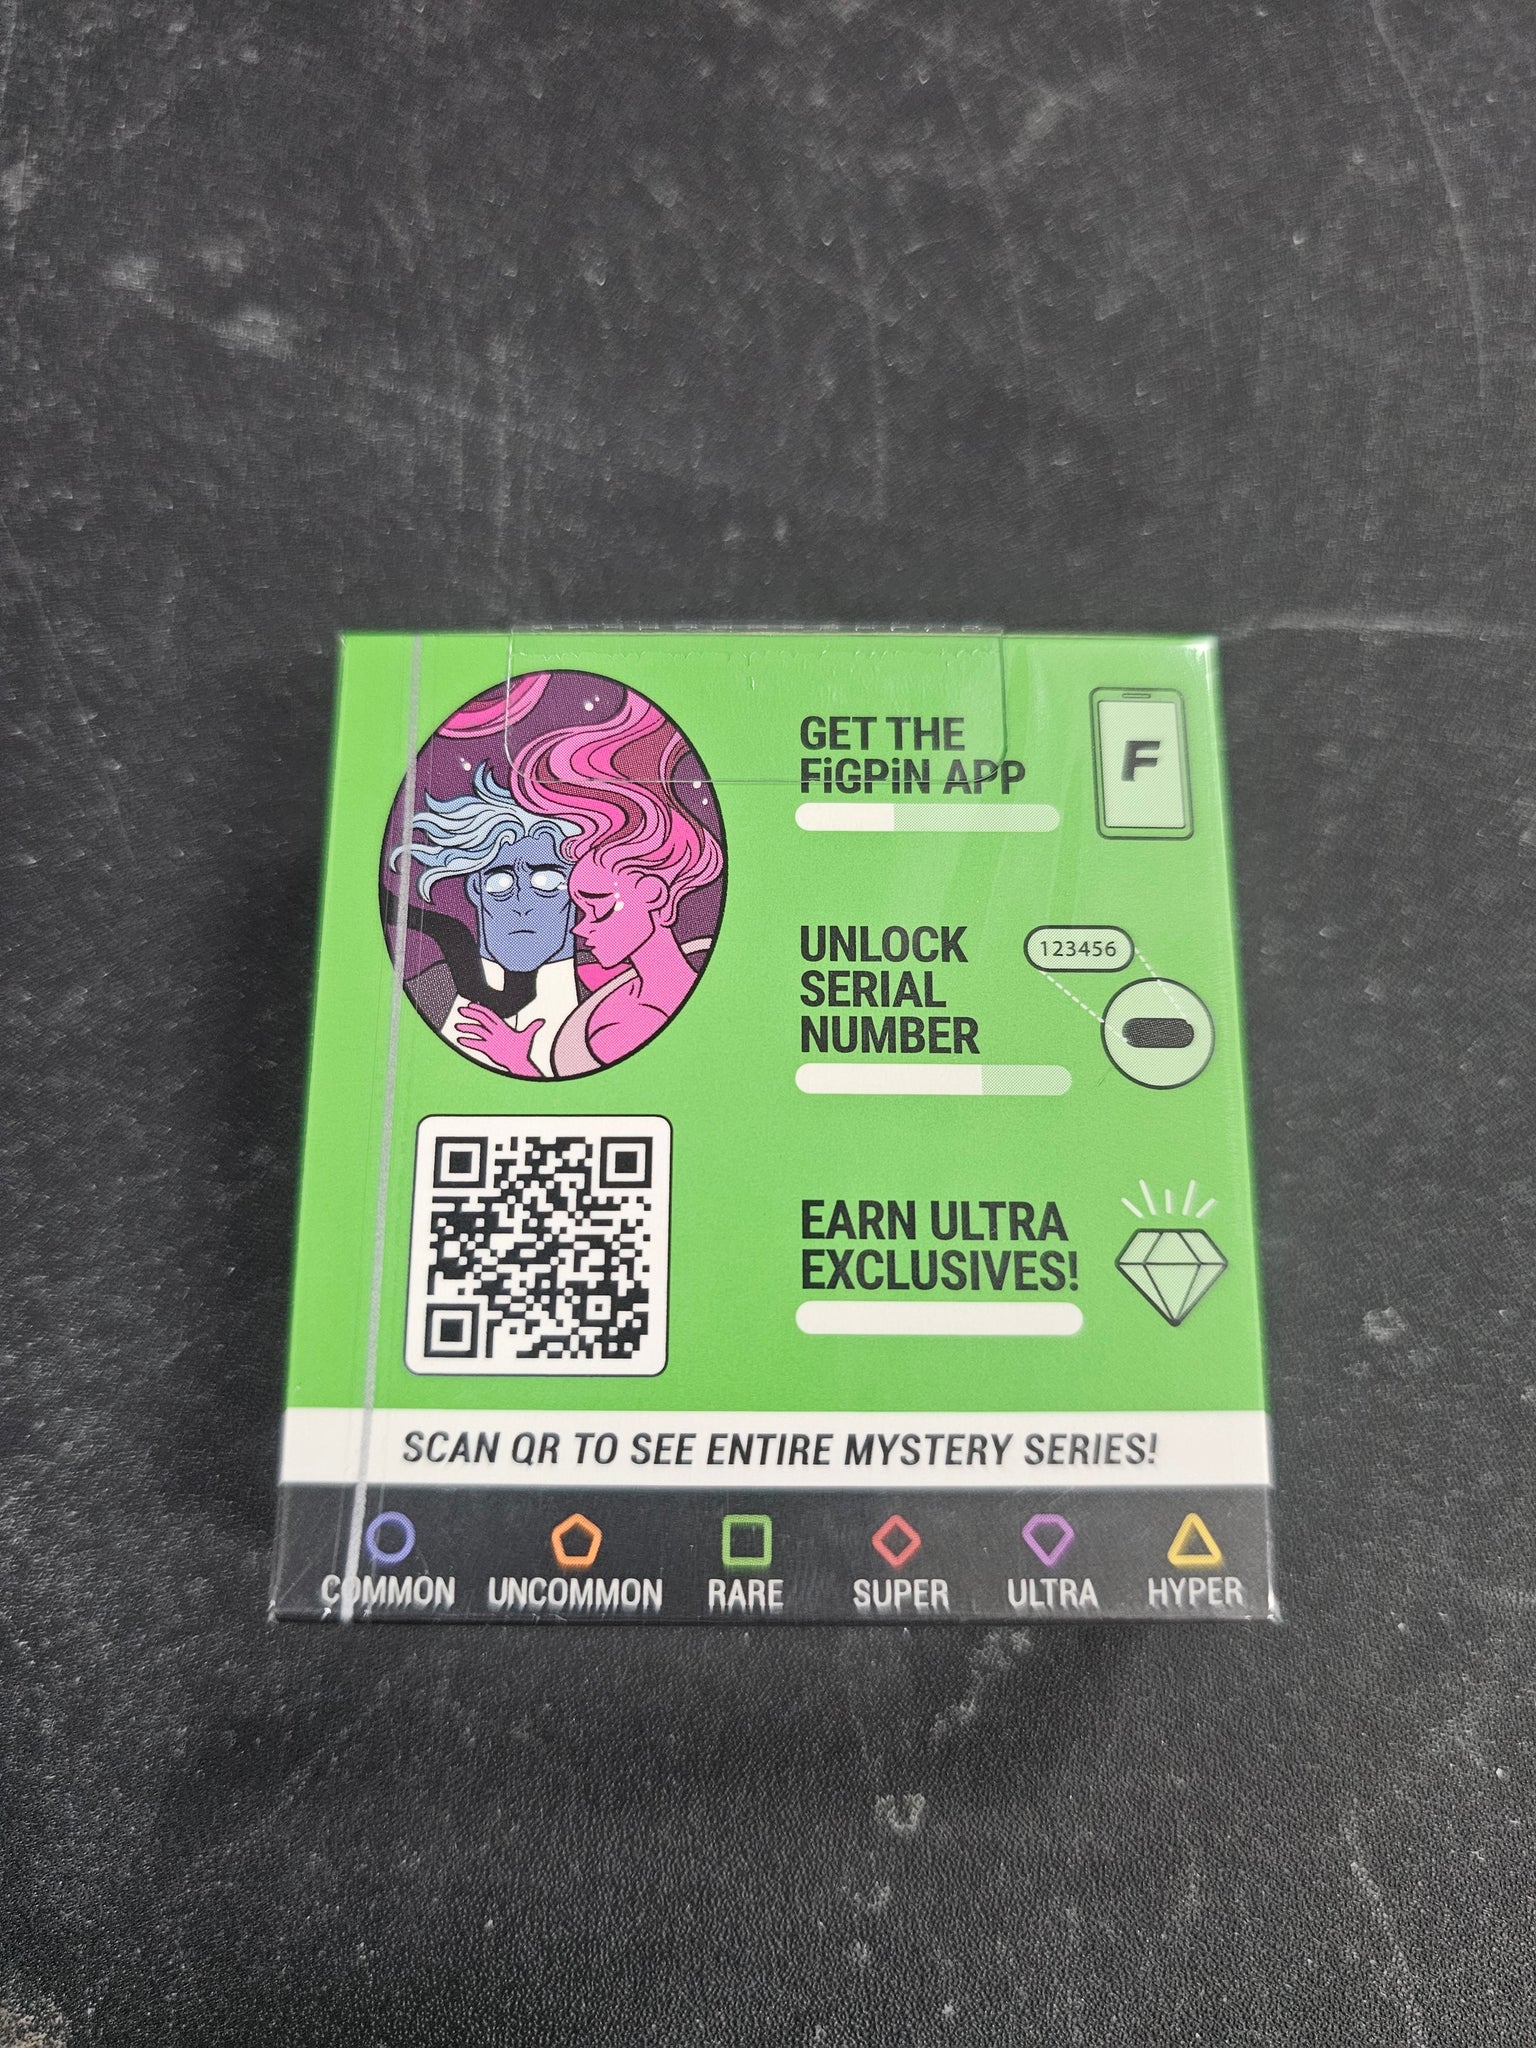 GET THE
FiGPiN APP
F
UNLOCK
SERIAL
NUMBER
123456
EARN ULTRA
EXCLUSIVES!
SCAN QR TO SEE ENTIRE MYSTERY SERIES!
COMMON UNCOMMON RARE SUPER ULTRA HYPER